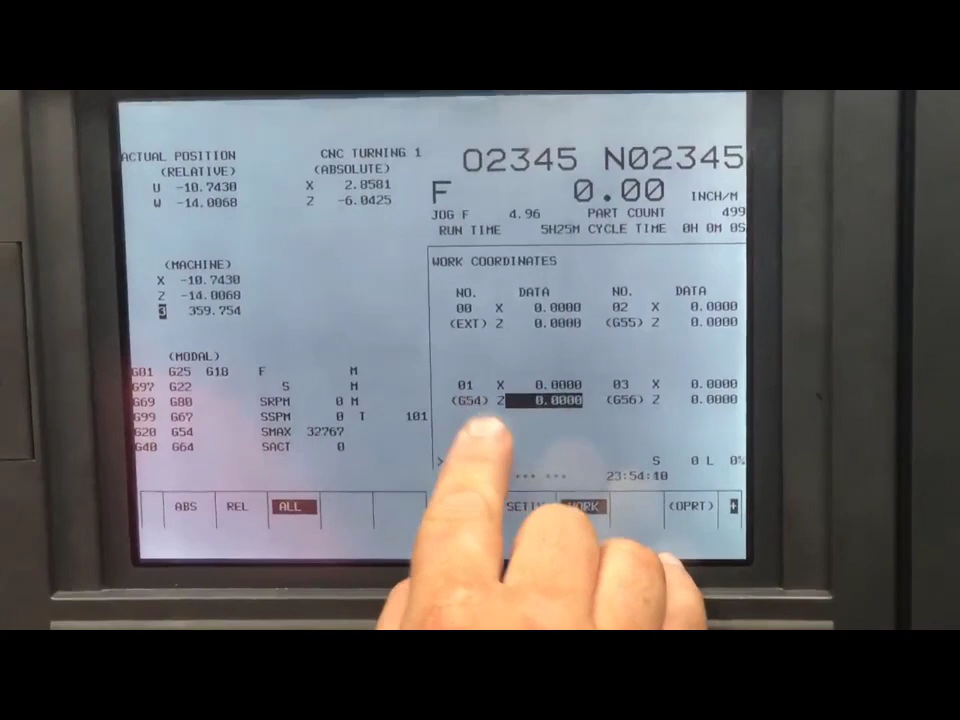 ACTUAL POSITION
(RELATIVE)
U -10.7430
W -14.0068
CNC TURNING 1
(ABSOLUTE)
X 2.8581
Z -6.0425
(MACHINE)
X -10.7430
Z -14.0068
3 359.754
(MODAL)
G01 G25 G18 F M
G97 G22 S M
G69 G80 SRPM 0 M
G99 G67 SSPM 0 T 101
G20 G54 SMAX 32767
G40 G64 SACT 0
O2345 N02345
F 0.00 INCH/M
JOG F 4.96 PART COUNT 499
RUN TIME 5H25M CYCLE TIME 0H 0M 0S
WORK COORDINATES
NO. DATA NO. DATA
00 X 0.0000 02 X 0.0000
(EXT) Z 0.0000 (G55) Z 0.0000
01 X 0.0000 03 X 0.0000
(G54) Z 0.0000 (G56) Z 0.0000
> S 0 L 0%
*** *** 23:54:10
ABS REL ALL (OPRT) +